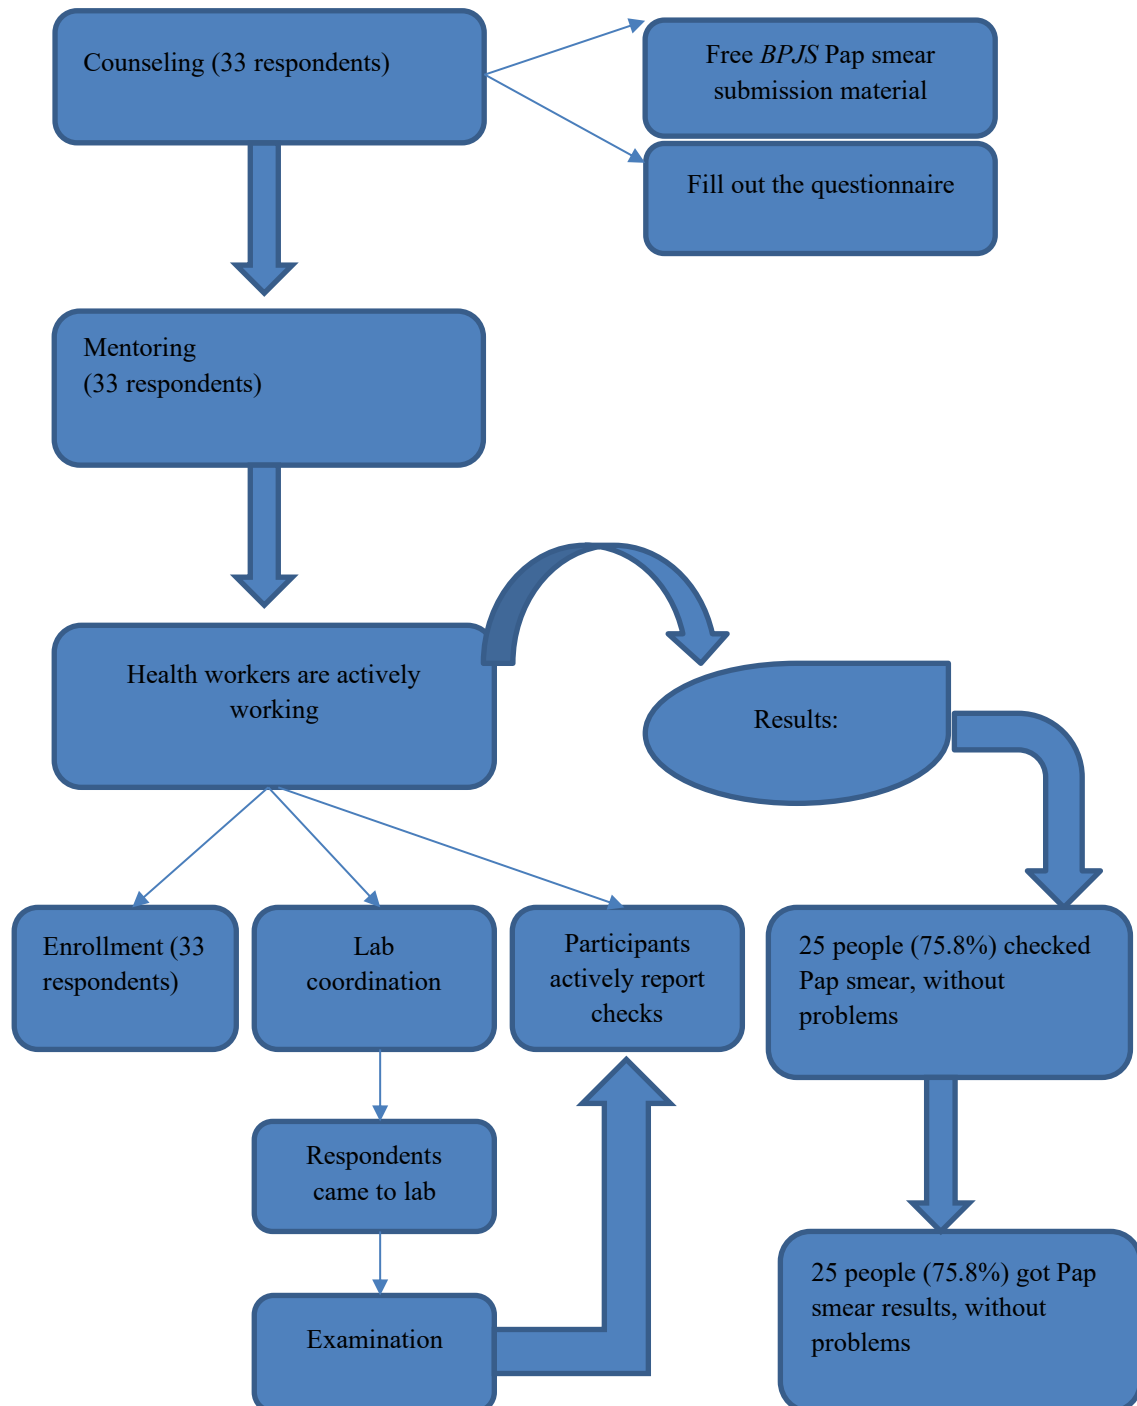 Counseling (33 respondents)
Free BPJS Pap smear
submission material
Fill out the questionnaire
Mentoring
(33 respondents)
Health workers are actively
working
Results:
Enrollment (33
respondents)
Lab
coordination
Participants
actively report
checks
25 people (75.8%) checked
Pap smear, without
problems
Respondents
came to lab
25 people (75.8%) got Pap
smear results, without
problems
Examination